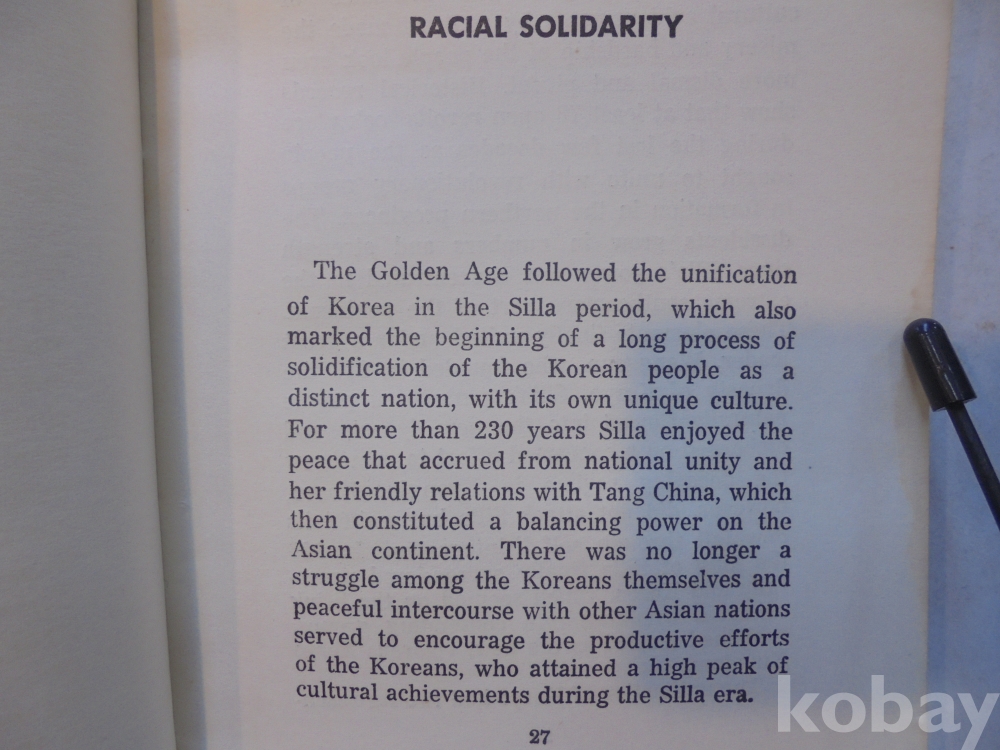 RACIAL SOLIDARITY
The Golden Age followed the unification
of Korea in the Silla period, which also
marked the beginning of a long process of
solidification of the Korean people as a
distinct nation, with its own unique culture.
For more than 230 years Silla enjoyed the
peace that accrued from national unity and
her friendly relations with Tang China, which
then constituted a balancing power on the
Asian continent. There was no longer a
struggle among the Koreans themselves and
peaceful intercourse with other Asian nations
served to encourage the productive efforts
of the Koreans, who attained a high peak of
cultural achievements during the Silla era.
27
kobay